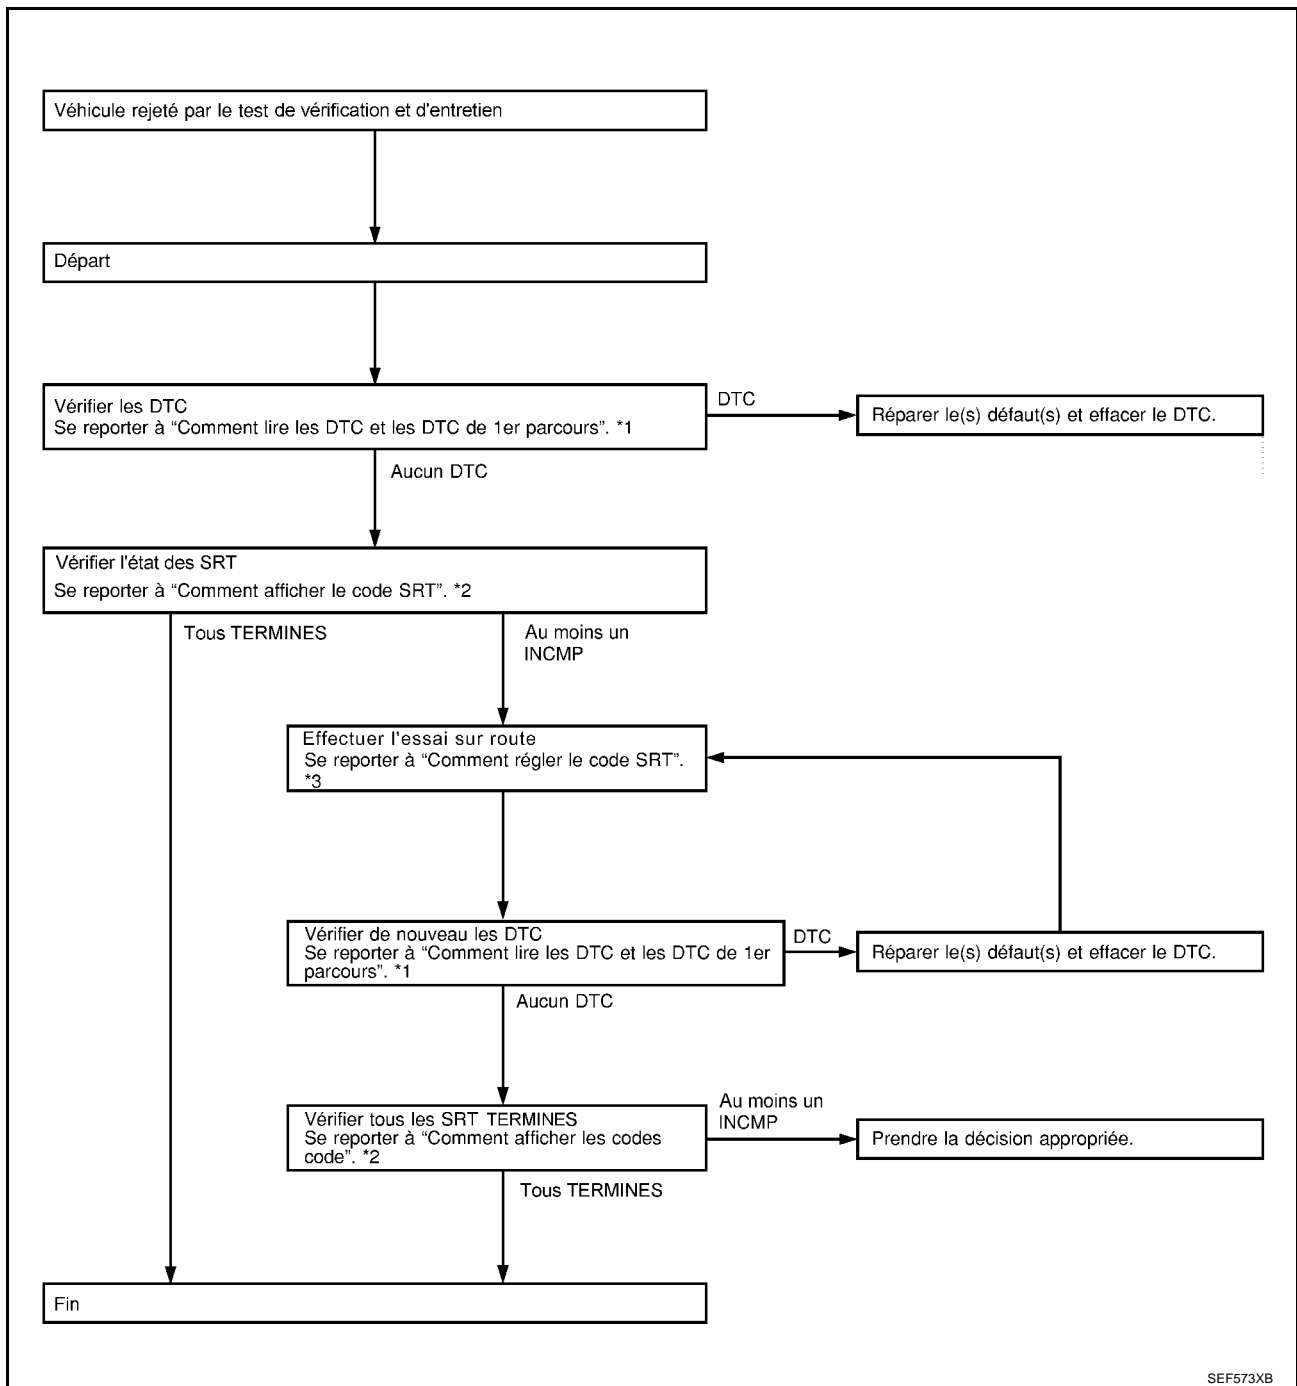 Véhicule rejeté par le test de vérification et d'entretien
Départ
Vérifier les DTC
Se reporter à “Comment lire les DTC et les DTC de 1er parcours”. *1
DTC
Réparer le(s) défaut(s) et effacer le DTC.
Aucun DTC
Vérifier l'état des SRT
Se reporter à “Comment afficher le code SRT”. *2
Tous TERMINES
Au moins un
INCMP
Effectuer l'essai sur route
Se reporter à “Comment régler le code SRT”.
*3
Vérifier de nouveau les DTC
Se reporter à “Comment lire les DTC et les DTC de 1er
parcours”. *1
DTC
Réparer le(s) défaut(s) et effacer le DTC.
Aucun DTC
Vérifier tous les SRT TERMINES
Se reporter à “Comment afficher les codes
code”. *2
Au moins un
INCMP
Prendre la décision appropriée.
Tous TERMINES
Fin
SEF573XB